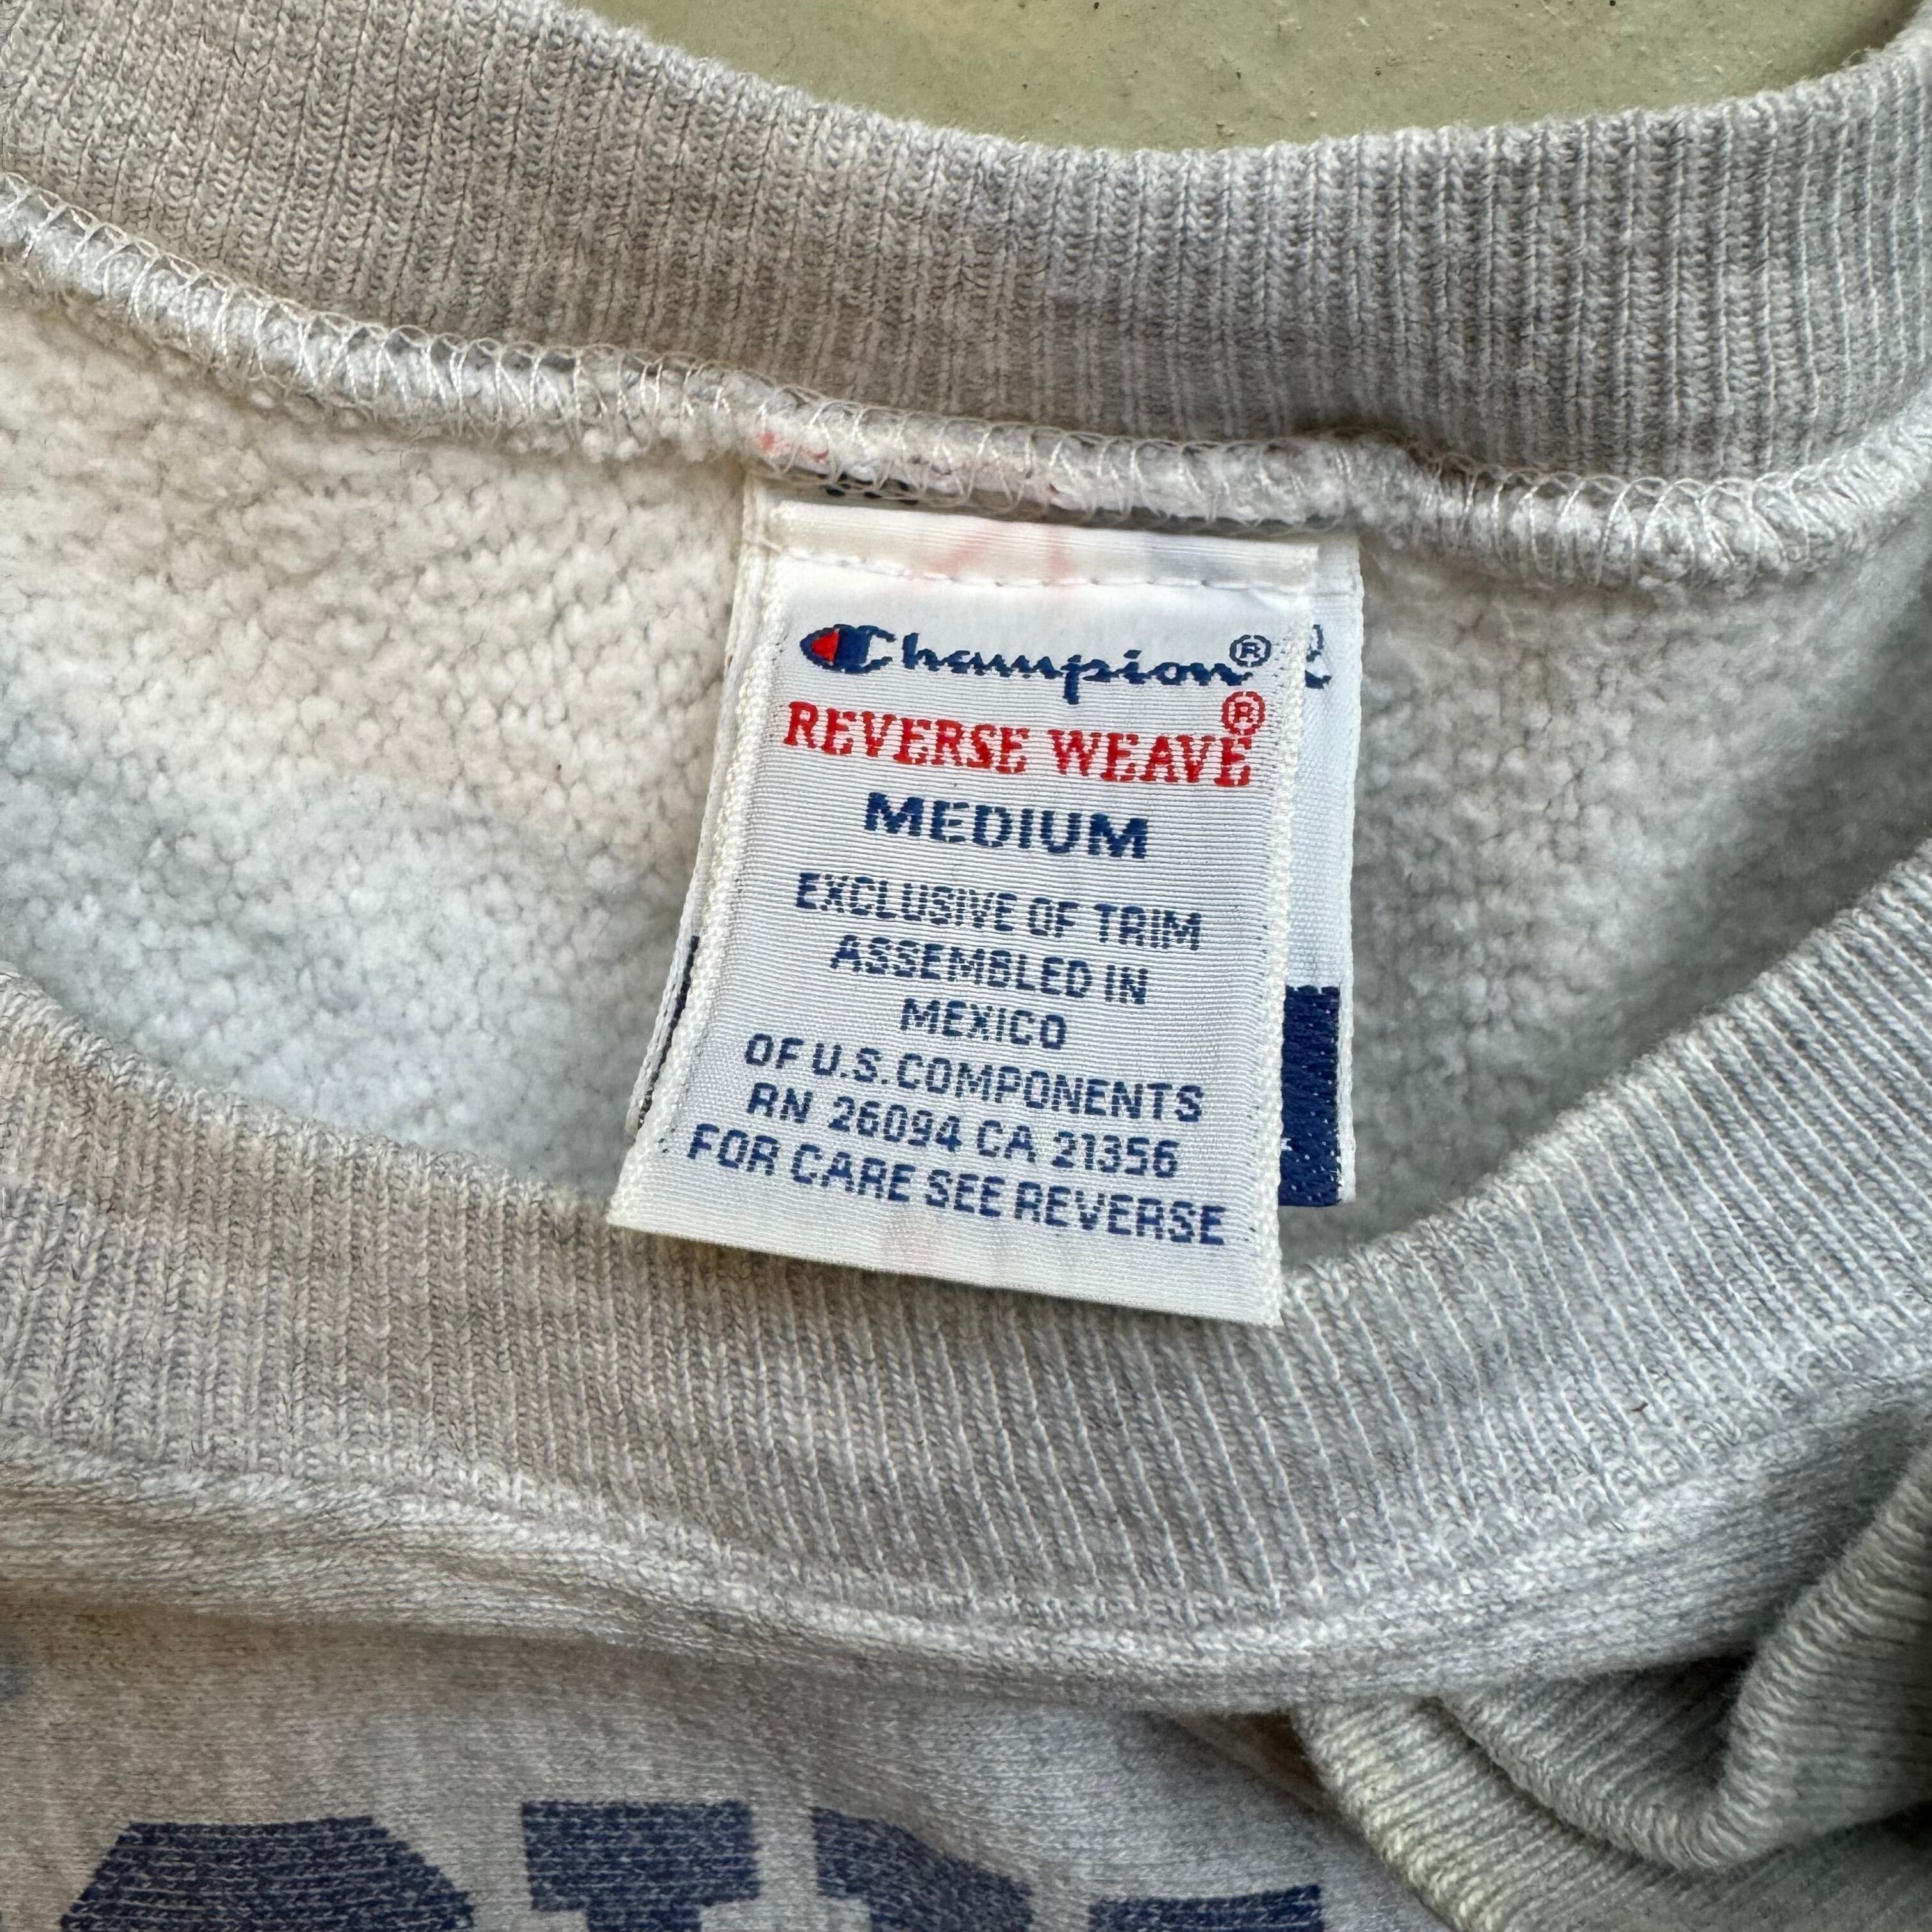 Champion®
REVERSE WEAVE®
MEDIUM
EXCLUSIVE OF TRIM
ASSEMBLED IN
MEXICO
OF U.S. COMPONENTS
RN 26094 CA 21356
FOR CARE SEE REVERSE